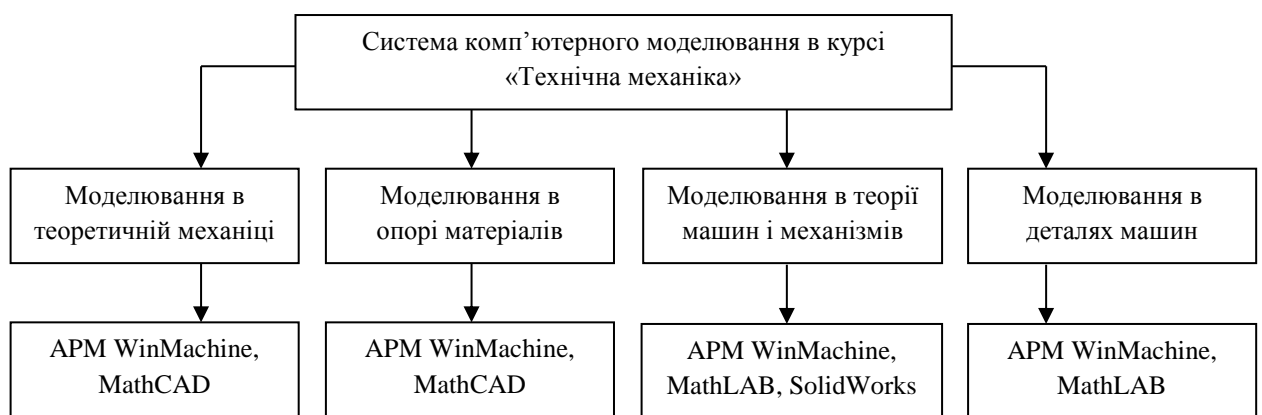 Система комп’ютерного моделювання в курсі
«Технічна механіка»
Моделювання в
теоретичній механіці
Моделювання в
опорі матеріалів
Моделювання в теорії
машин і механізмів
Моделювання в
деталях машин
APM WinMachine,
MathCAD
APM WinMachine,
MathCAD
APM WinMachine,
MathLAB, SolidWorks
APM WinMachine,
MathLAB